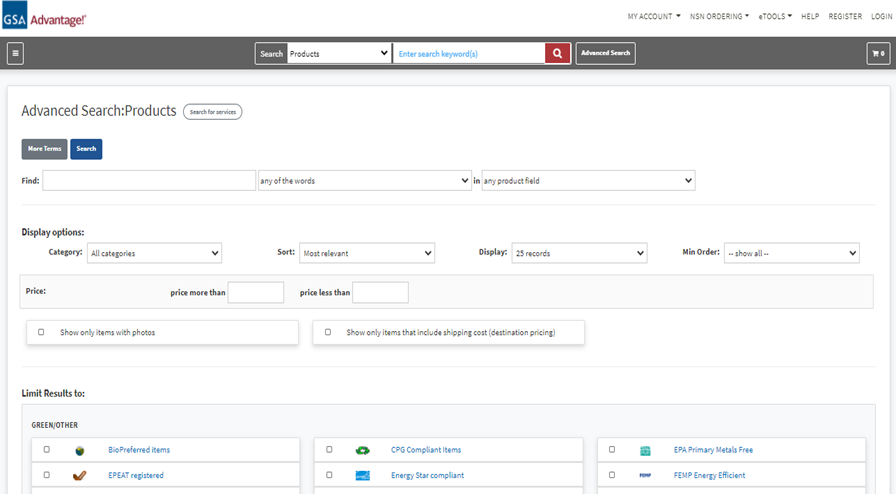 GSA Advantage!
MY ACCOUNT NSN ORDERING eTOOLS HELP REGISTER LOGIN
Search Products Enter search keyword(s) Advanced Search 0
Advanced Search:Products Search for services
More Terms Search
Find: any of the words in any product field
Display options:
Category: All categories Sort: Most relevant Display: 25 records Min Order: -- show all --
Price: price more than price less than
Show only items with photos Show only items that include shipping cost (destination pricing)
Limit Results to:
GREEN/OTHER
BioPreferred items CPG Compliant Items EPA Primary Metals Free
EPEAT registered Energy Star compliant FEMP FEMP Energy Efficient